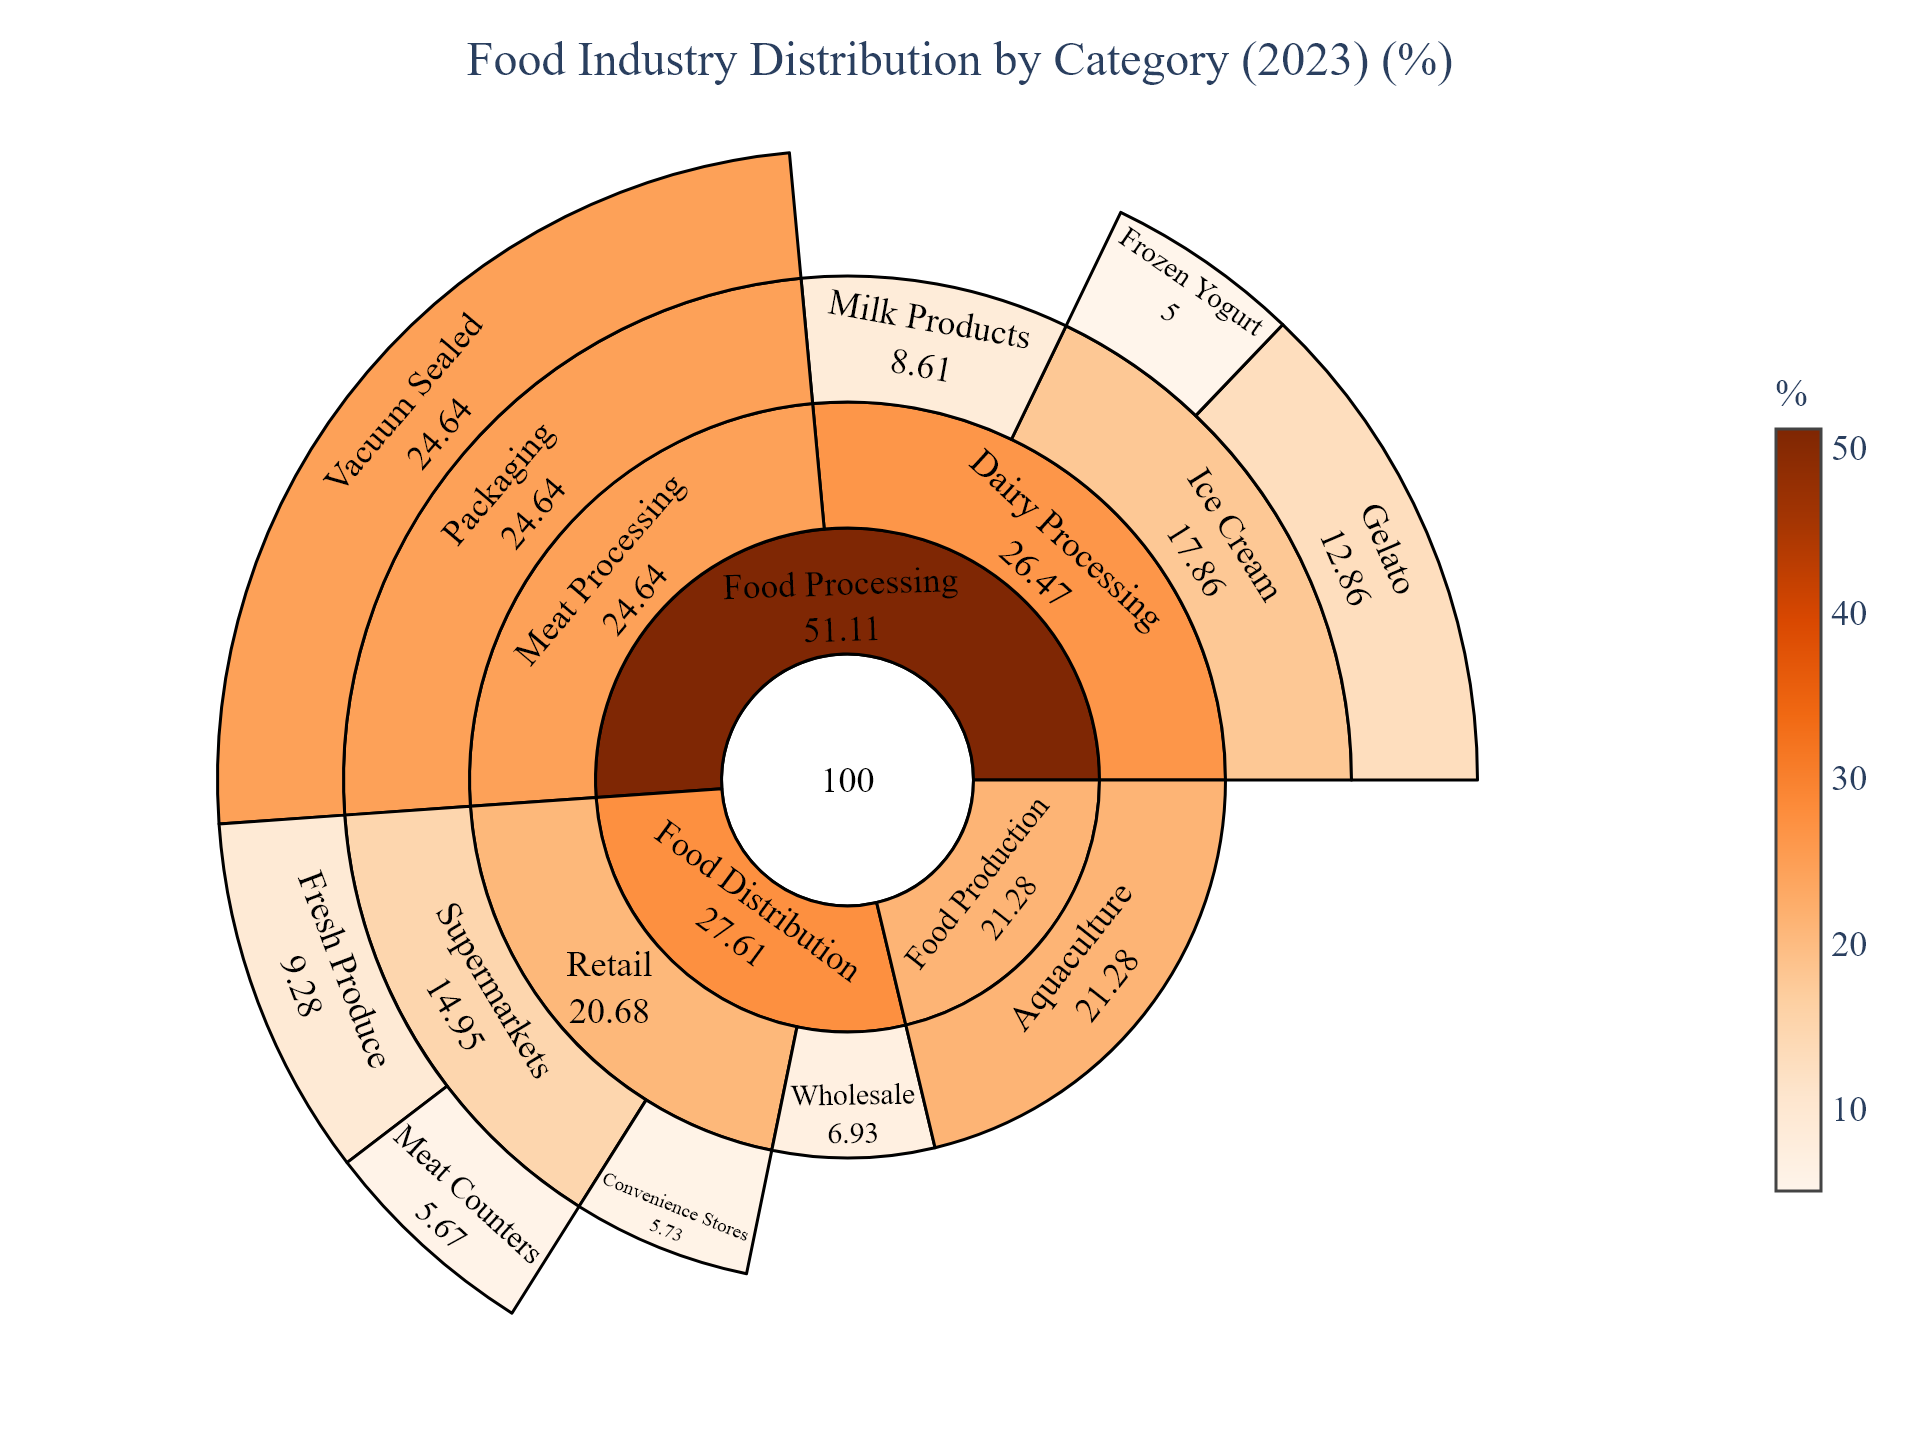 Food Industry Distribution by Category (2023) (%)
Vacuum Sealed
24.64
Packaging
24.64
Meat Processing
24.64
Food Processing
51.11
Milk Products
8.61
Dairy Processing
26.47
Frozen Yogurt
5
Ice Cream
17.86
Gelato
12.86
100
Food Distribution
27.61
Food Production
21.28
Aquaculture
21.28
Retail
20.68
Wholesale
6.93
Supermarkets
14.95
Fresh Produce
9.28
Meat Counters
5.67
Convenience Stores
5.73
%
50
40
30
20
10